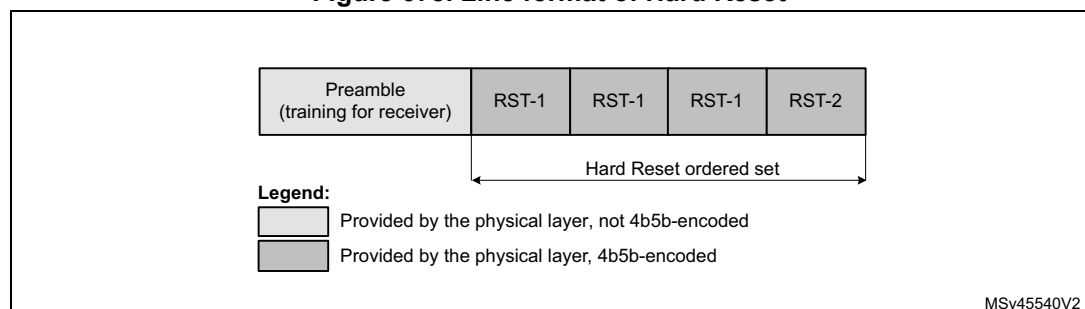 Preamble
(training for receiver)
RST-1
RST-1
RST-1
RST-2
Hard Reset ordered set
Legend:
Provided by the physical layer, not 4b5b-encoded
Provided by the physical layer, 4b5b-encoded
MSv45540V2